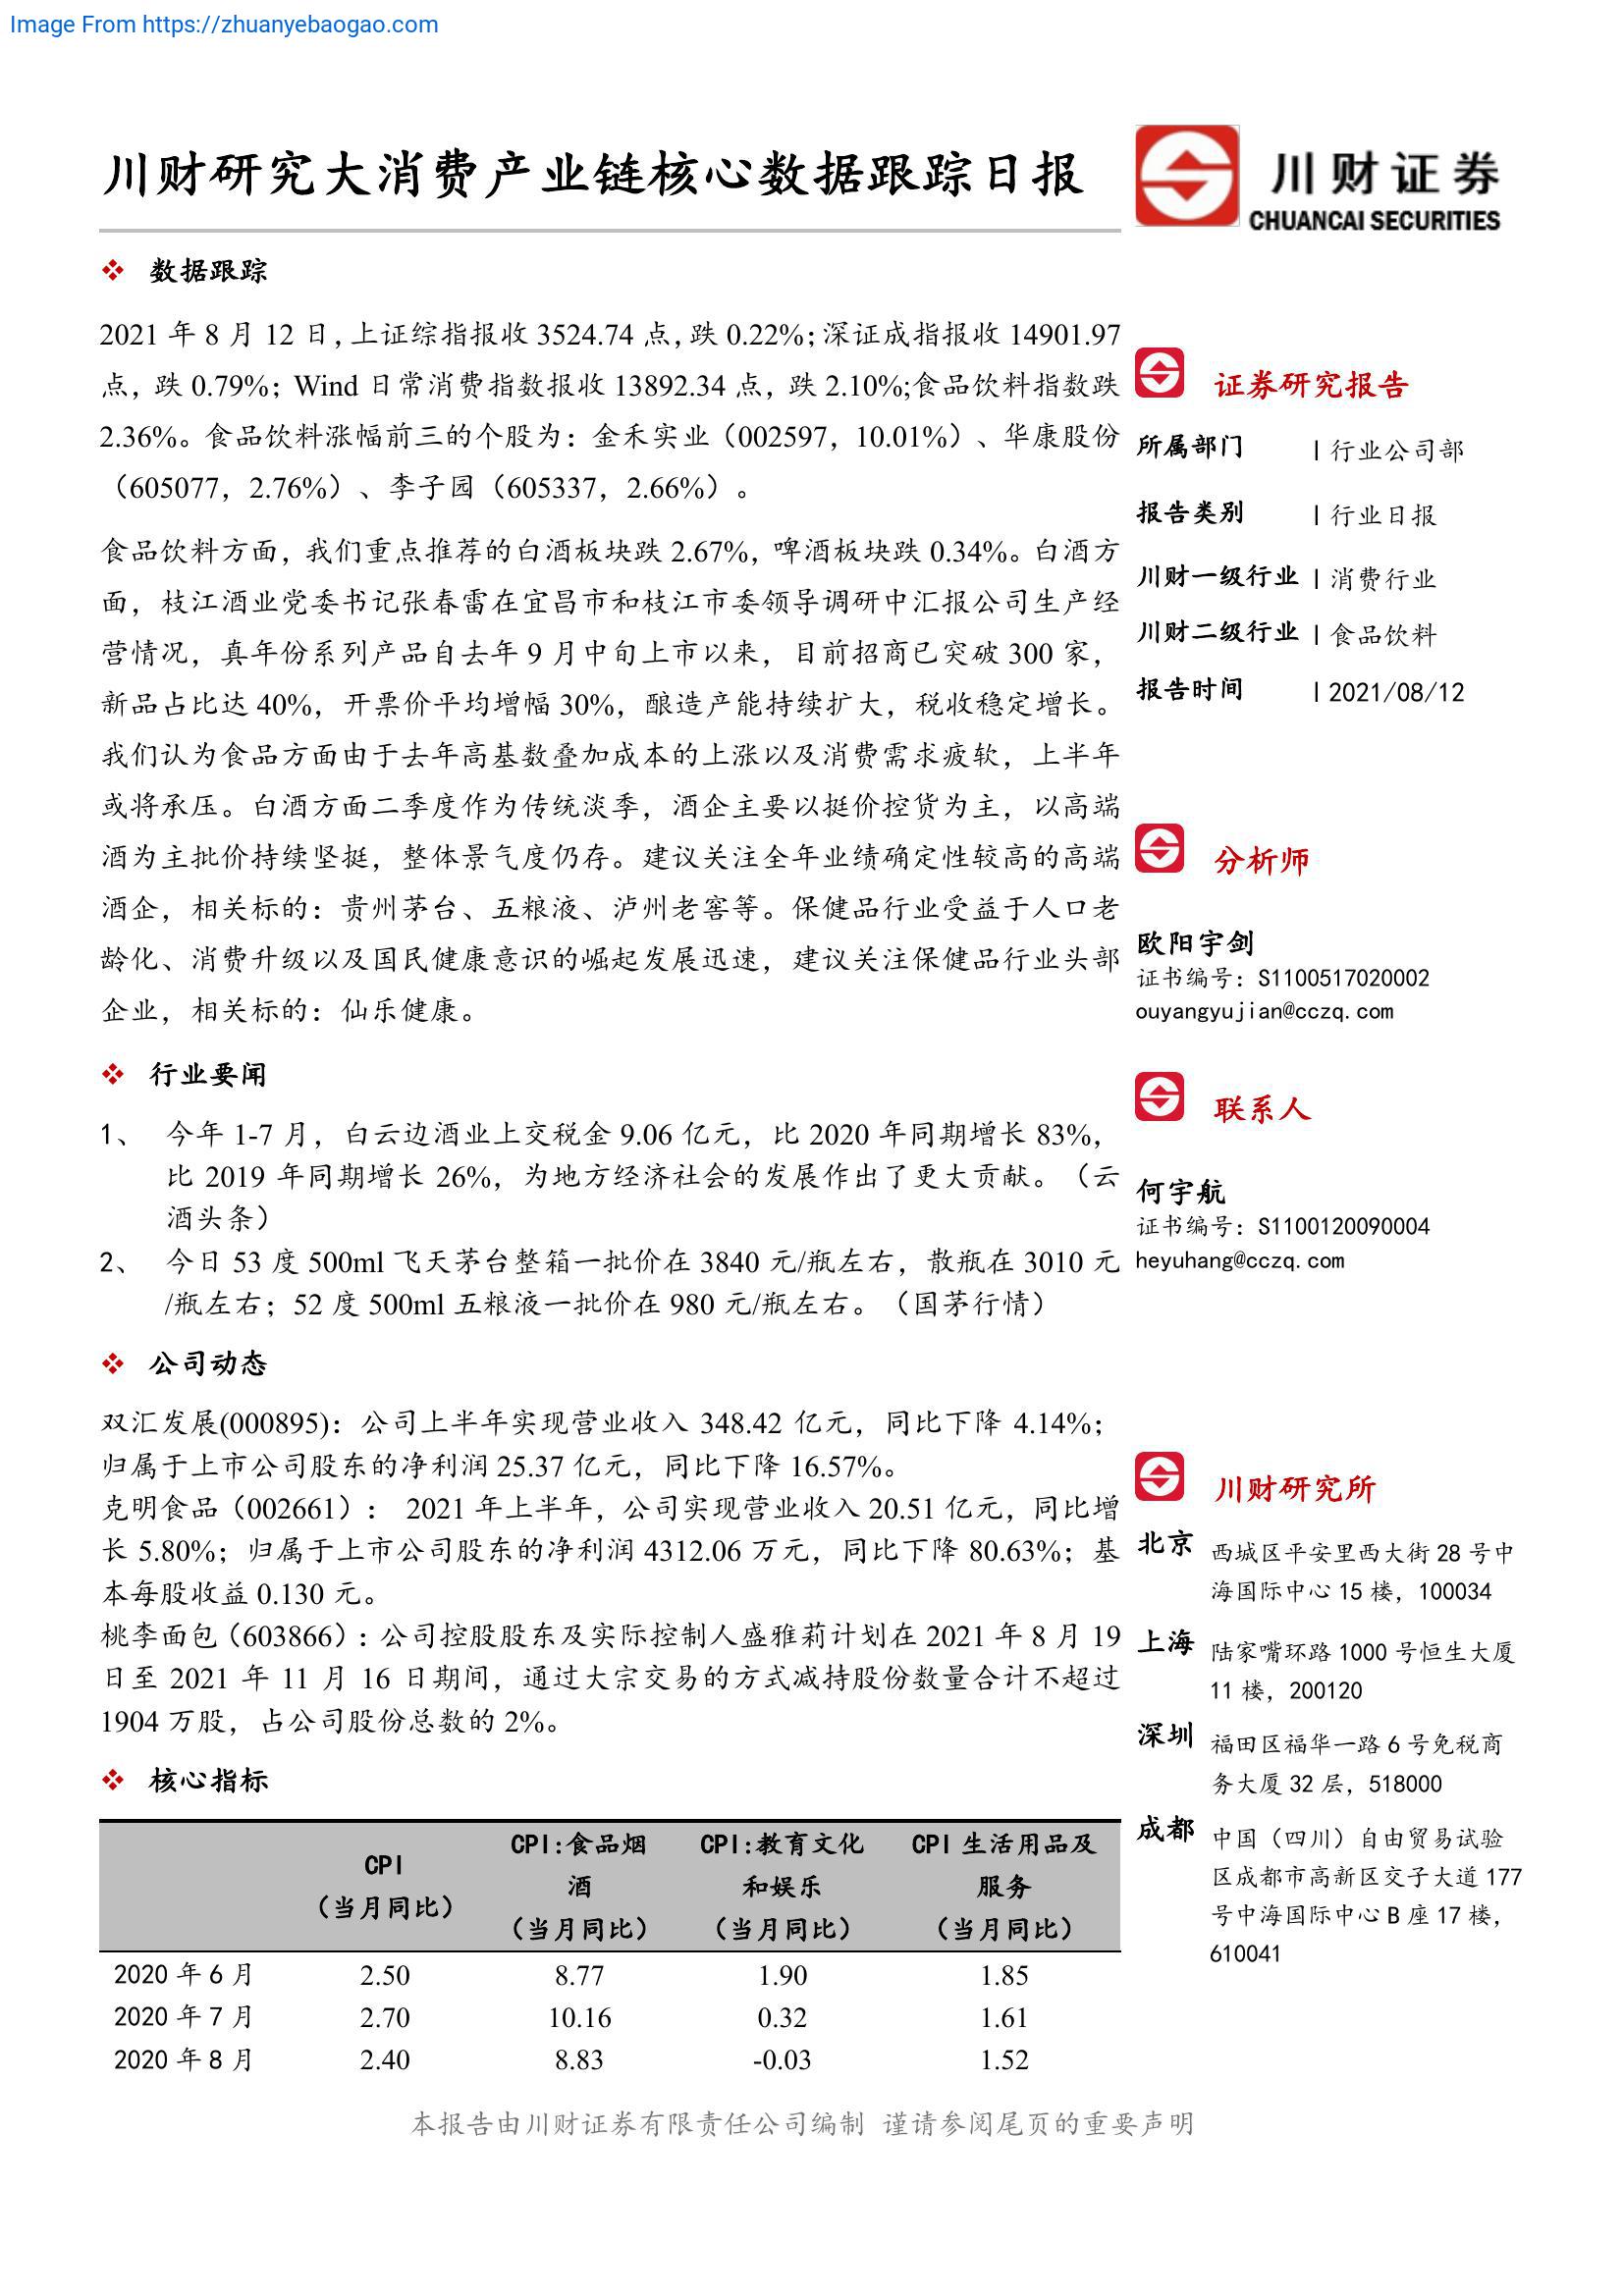 Image From https://zhuanyebaogao.com
川财研究大消费产业链核心数据跟踪日报
川财证券
CHUANCAI SECURITIES
数据跟踪
2021 年 8 月 12 日，上证综指报收 3524.74 点，跌 0.22%；深证成指报收 14901.97
点，跌 0.79%；Wind 日常消费指数报收 13892.34 点，跌 2.10%;食品饮料指数跌
2.36%。食品饮料涨幅前三的个股为：金禾实业（002597，10.01%）、华康股份
（605077，2.76%）、李子园（605337，2.66%）。
食品饮料方面，我们重点推荐的白酒板块跌 2.67%，啤酒板块跌 0.34%。白酒方
面，枝江酒业党委书记张春雷在宜昌市和枝江市委领导调研中汇报公司生产经
营情况，真年份系列产品自去年 9 月中旬上市以来，目前招商已突破 300 家，
新品占比达 40%，开票价平均增幅 30%，酿造产能持续扩大，税收稳定增长。
我们认为食品方面由于去年高基数叠加成本的上涨以及消费需求疲软，上半年
或将承压。白酒方面二季度作为传统淡季，酒企主要以挺价控货为主，以高端
酒为主批价持续坚挺，整体景气度仍存。建议关注全年业绩确定性较高的高端
酒企，相关标的：贵州茅台、五粮液、泸州老窖等。保健品行业受益于人口老
龄化、消费升级以及国民健康意识的崛起发展迅速，建议关注保健品行业头部
企业，相关标的：仙乐健康。
行业要闻
1、 今年 1-7 月，白云边酒业上交税金 9.06 亿元，比 2020 年同期增长 83%，
比 2019 年同期增长 26%，为地方经济社会的发展作出了更大贡献。（云
酒头条）
2、 今日 53 度 500ml 飞天茅台整箱一批价在 3840 元/瓶左右，散瓶在 3010 元
/瓶左右；52 度 500ml 五粮液一批价在 980 元/瓶左右。（国茅行情）
公司动态
双汇发展(000895)：公司上半年实现营业收入 348.42 亿元，同比下降 4.14%；
归属于上市公司股东的净利润 25.37 亿元，同比下降 16.57%。
克明食品（002661）： 2021 年上半年，公司实现营业收入 20.51 亿元，同比增
长 5.80%；归属于上市公司股东的净利润 4312.06 万元，同比下降 80.63%；基
本每股收益 0.130 元。
桃李面包（603866）：公司控股股东及实际控制人盛雅莉计划在 2021 年 8 月 19
日至 2021 年 11 月 16 日期间，通过大宗交易的方式减持股份数量合计不超过
1904 万股，占公司股份总数的 2%。
核心指标
CPI
（当月同比）
CPI:食品烟
酒
（当月同比）
CPI:教育文化
和娱乐
（当月同比）
CPI 生活用品及
服务
（当月同比）
2020 年 6 月 2.50 8.77 1.90 1.85
2020 年 7 月 2.70 10.16 0.32 1.61
2020 年 8 月 2.40 8.83 -0.03 1.52
证券研究报告
所属部门 | 行业公司部
报告类别 | 行业日报
川财一级行业 | 消费行业
川财二级行业 | 食品饮料
报告时间 | 2021/08/12
分析师
欧阳宇剑
证书编号：S1100517020002
ouyangyujian@cczq.com
联系人
何宇航
证书编号：S1100120090004
heyuhang@cczq.com
川财研究所
北京 西城区平安里西大街 28 号中
海国际中心 15 楼，100034
上海 陆家嘴环路 1000 号恒生大厦
11 楼，200120
深圳 福田区福华一路 6 号免税商
务大厦 32 层，518000
成都 中国（四川）自由贸易试验
区成都市高新区交子大道 177
号中海国际中心 B 座 17 楼，
610041
本报告由川财证券有限责任公司编制 谨请参阅尾页的重要声明